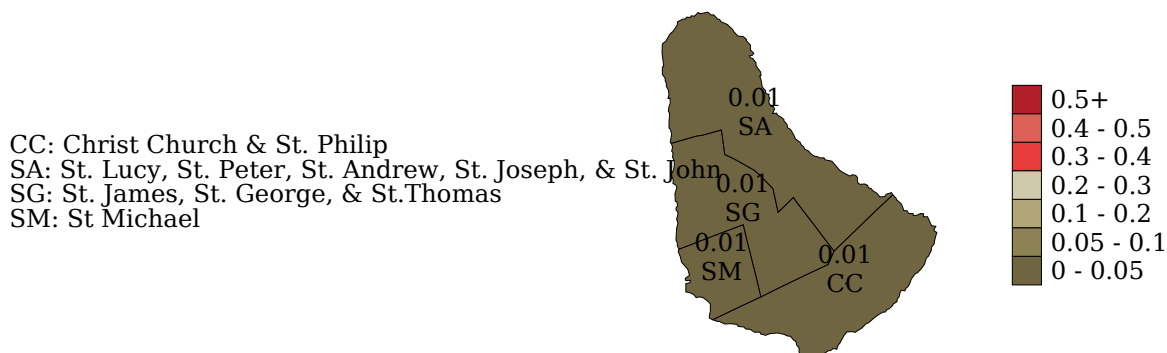 CC: Christ Church & St. Philip
SA: St. Lucy, St. Peter, St. Andrew, St. Joseph, & St. John
SG: St. James, St. George, & St.Thomas
SM: St Michael
0.01
SA
0.01
SG
0.01
SM
0.01
CC
0.5+
0.4 - 0.5
0.3 - 0.4
0.2 - 0.3
0.1 - 0.2
0.05 - 0.1
0 - 0.05